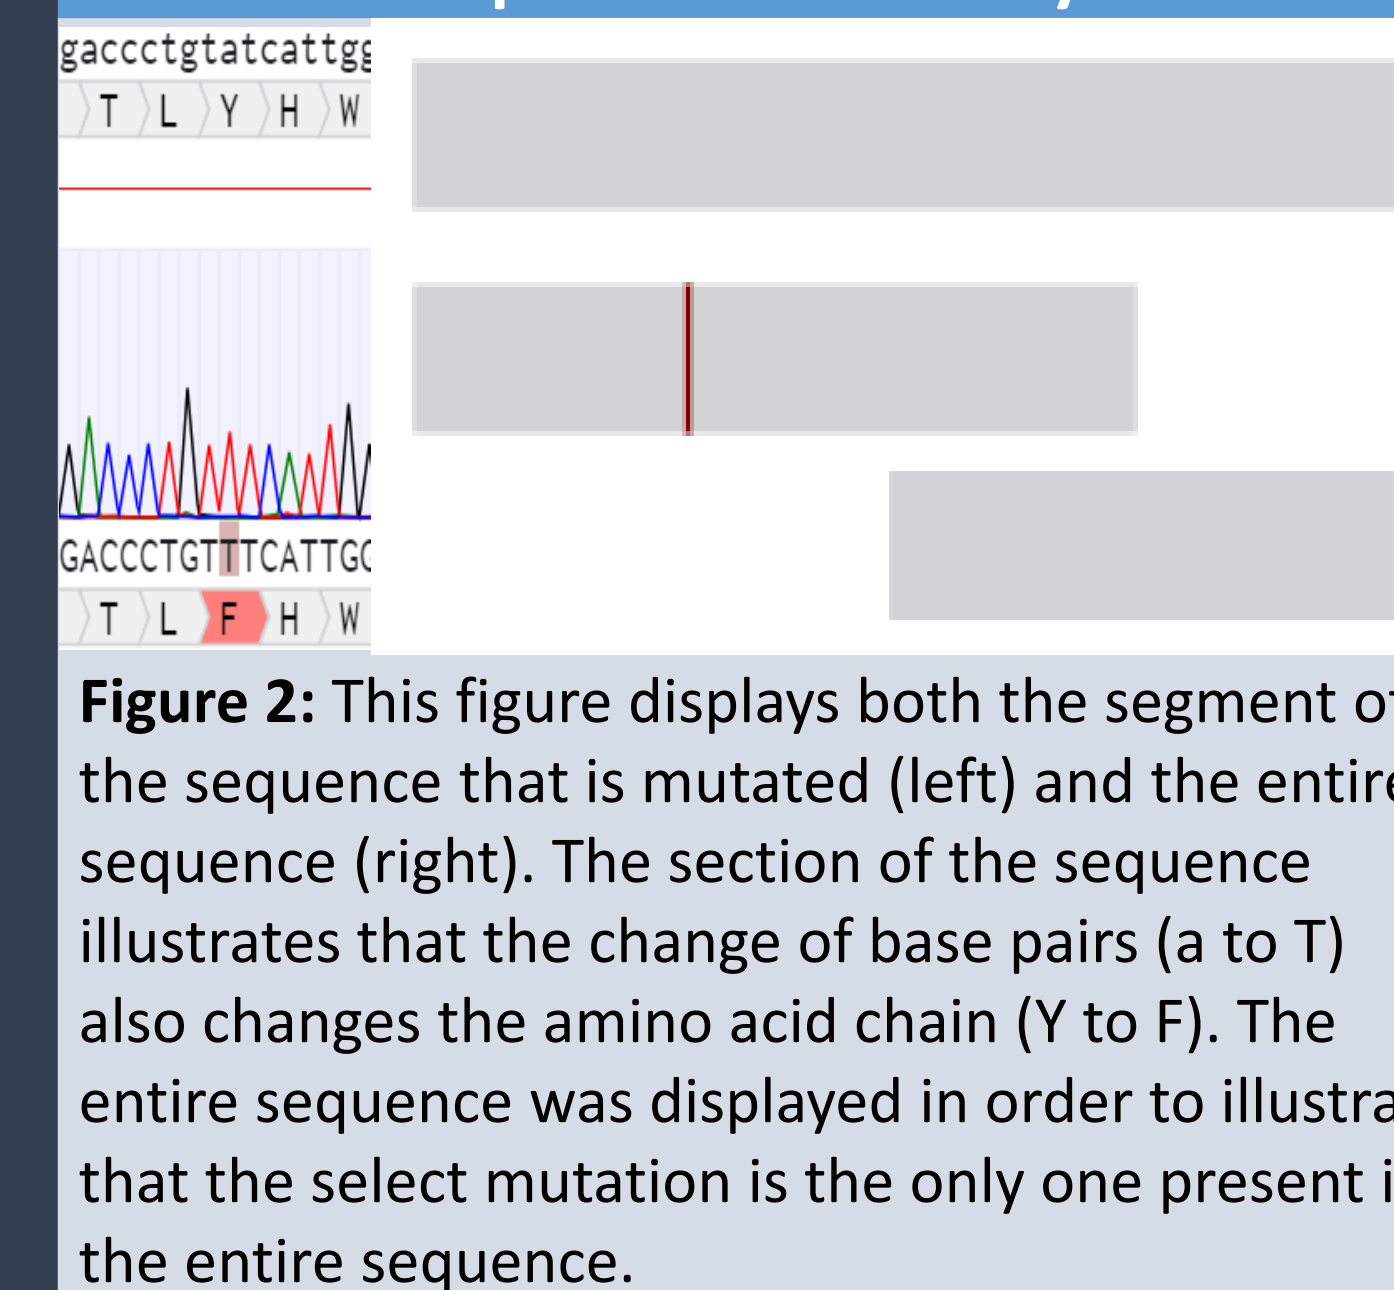 gaccctgtatcattgg
T L Y H W
GACCCTGTTTCATTGG
T L F H W
Figure 2: This figure displays both the segment of
the sequence that is mutated (left) and the entire
sequence (right). The section of the sequence
illustrates that the change of base pairs (a to T)
also changes the amino acid chain (Y to F). The
entire sequence was displayed in order to
that the select mutation is the only one present
the entire sequence.